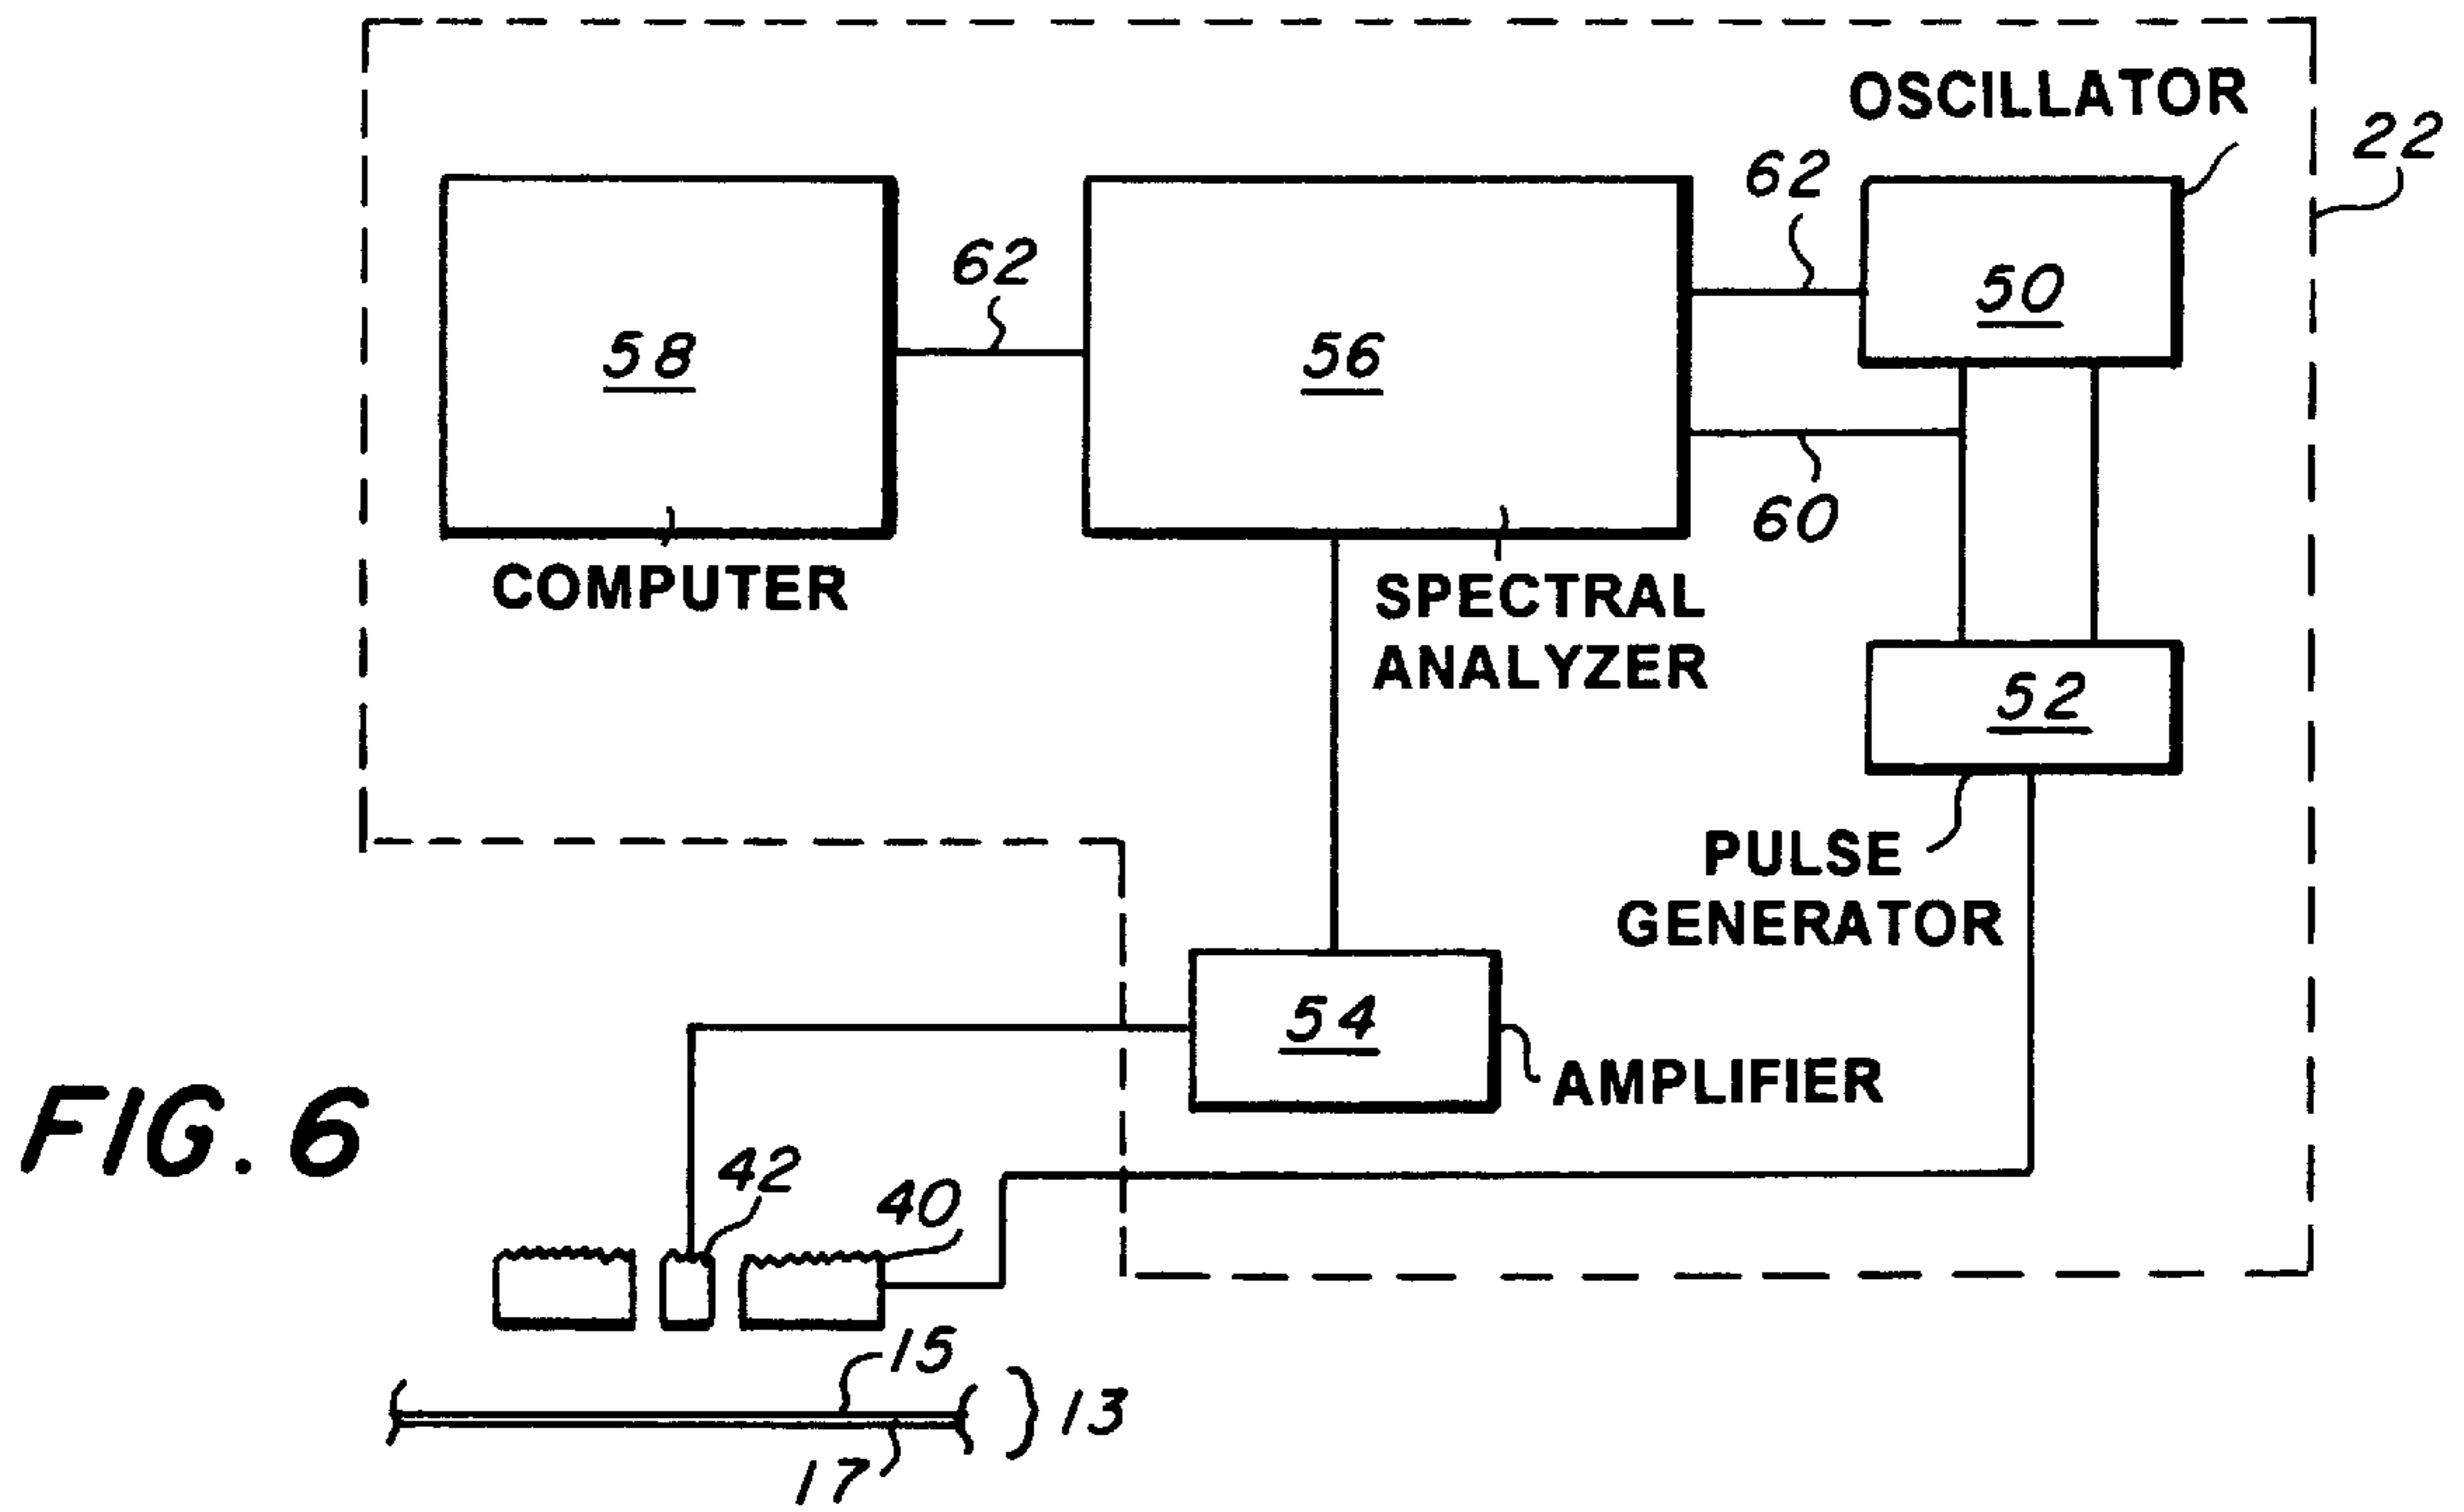 OSCILLATOR
22
62
62
50
58
56
60
COMPUTER
SPECTRAL
ANALYZER
52
PULSE
GENERATOR
54
AMPLIFIER
FIG. 6
42
40
15
13
17